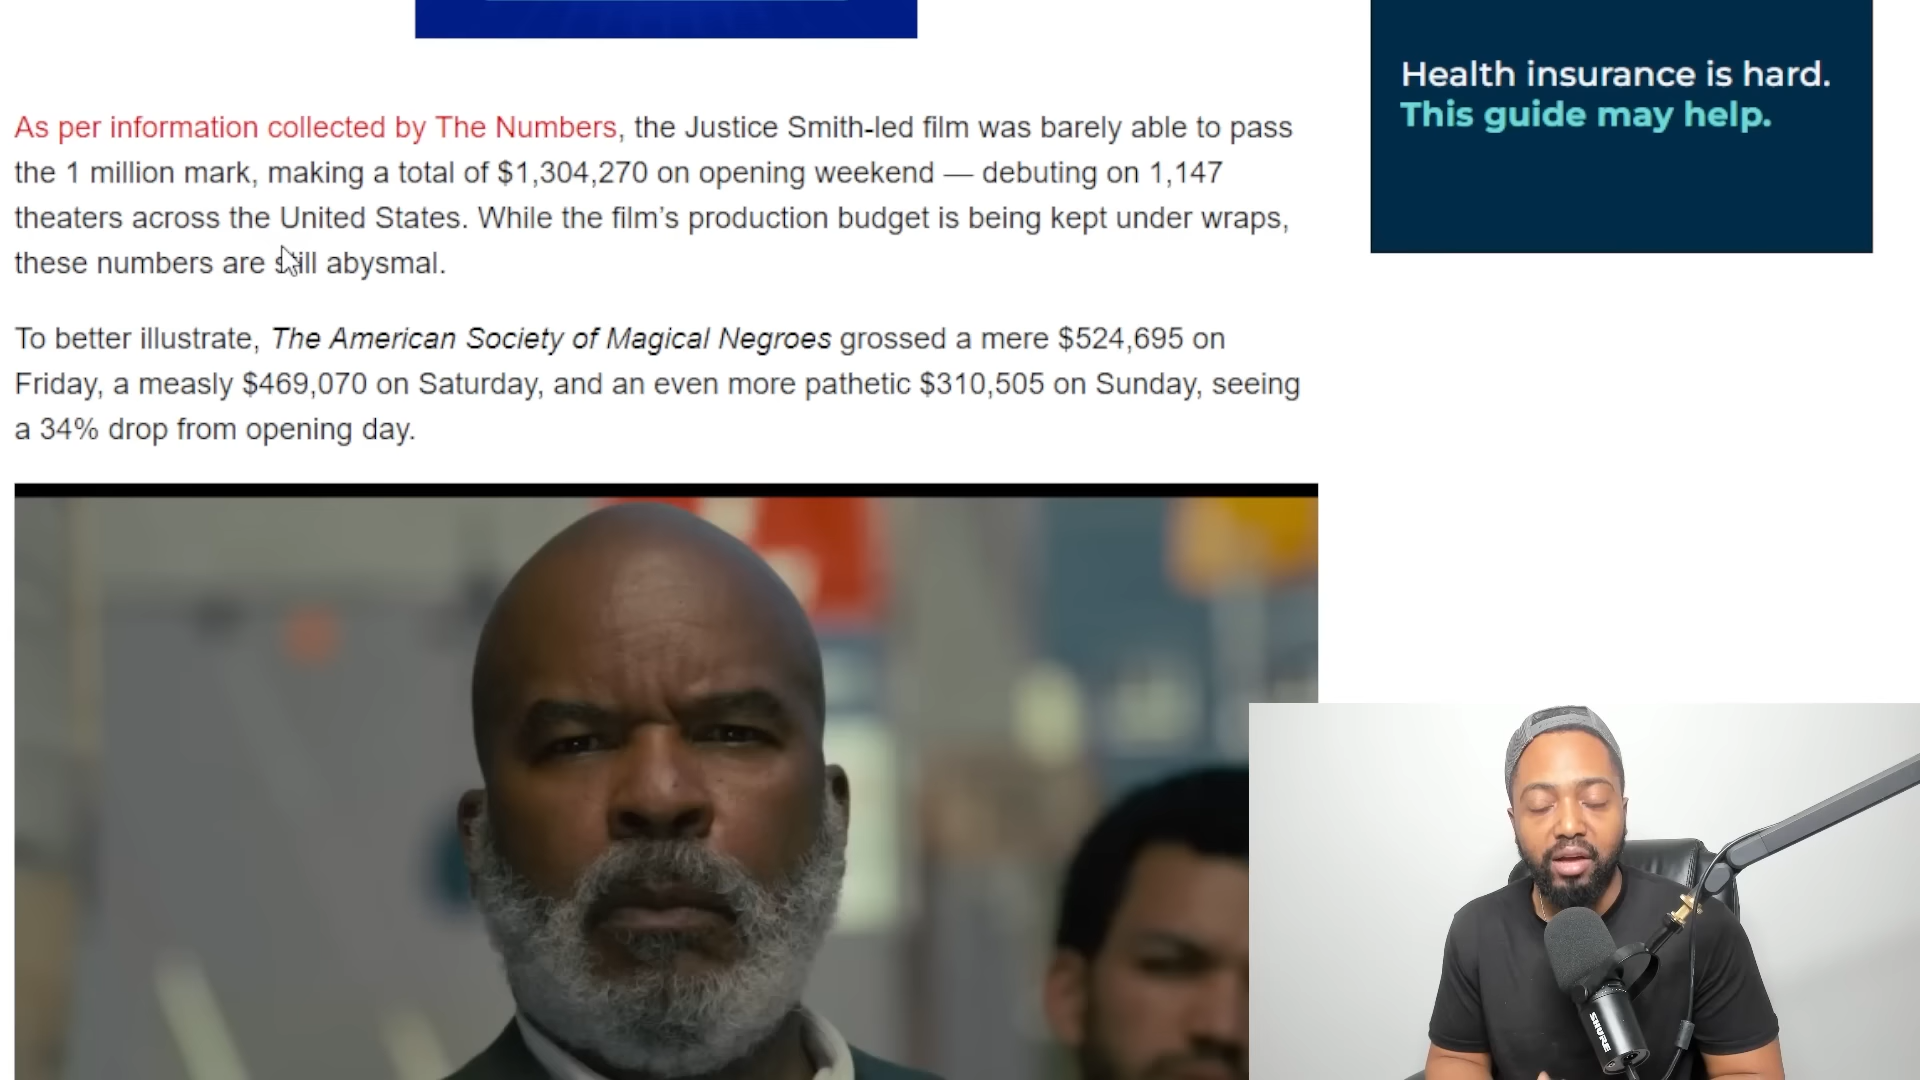 Health insurance is hard.
This guide may help.
As per information collected by The Numbers, the Justice Smith-led film was barely able to pass
the 1 million mark, making a total of $1,304,270 on opening weekend — debuting on 1,147
theaters across the United States. While the film’s production budget is being kept under wraps,
these numbers are still abysmal.
To better illustrate, The American Society of Magical Negroes grossed a mere $524,695 on
Friday, a measly $469,070 on Saturday, and an even more pathetic $310,505 on Sunday, seeing
a 34% drop from opening day.
SHURE